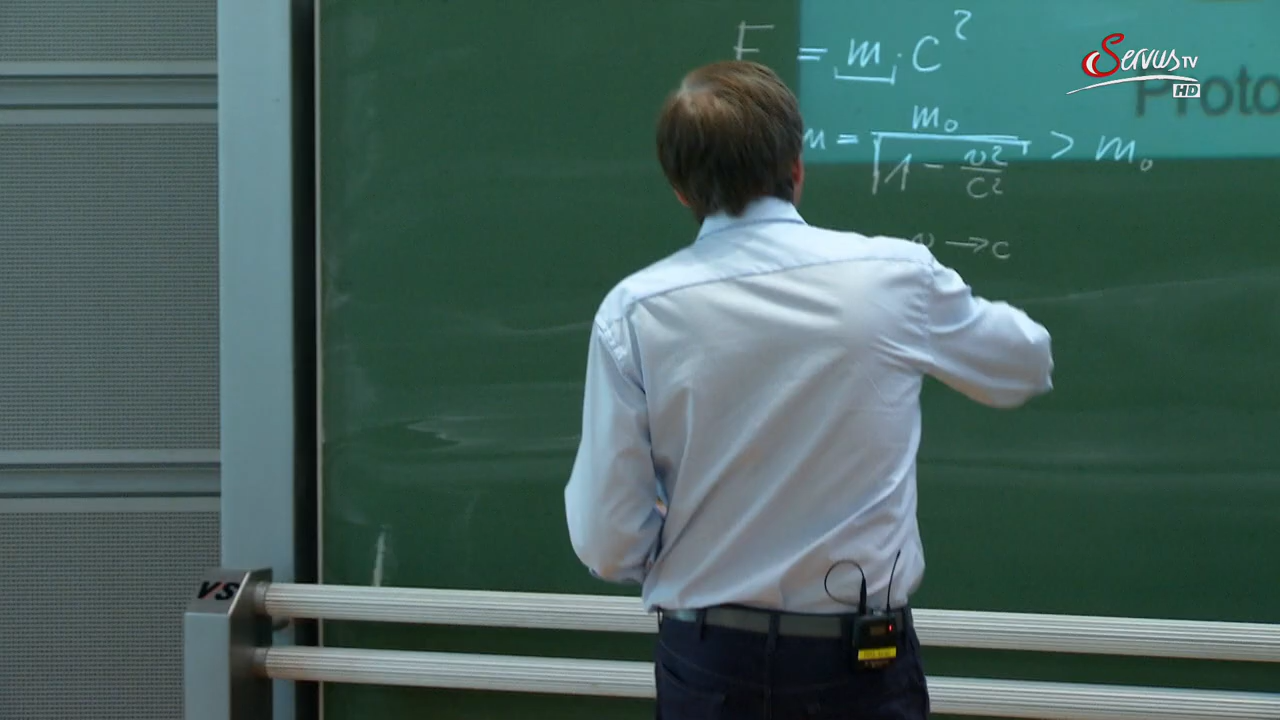 E = m · c²
m = m₀ / √(1 - v²/c²) > m₀
v → c
Servus TV
HD
Proto
VS